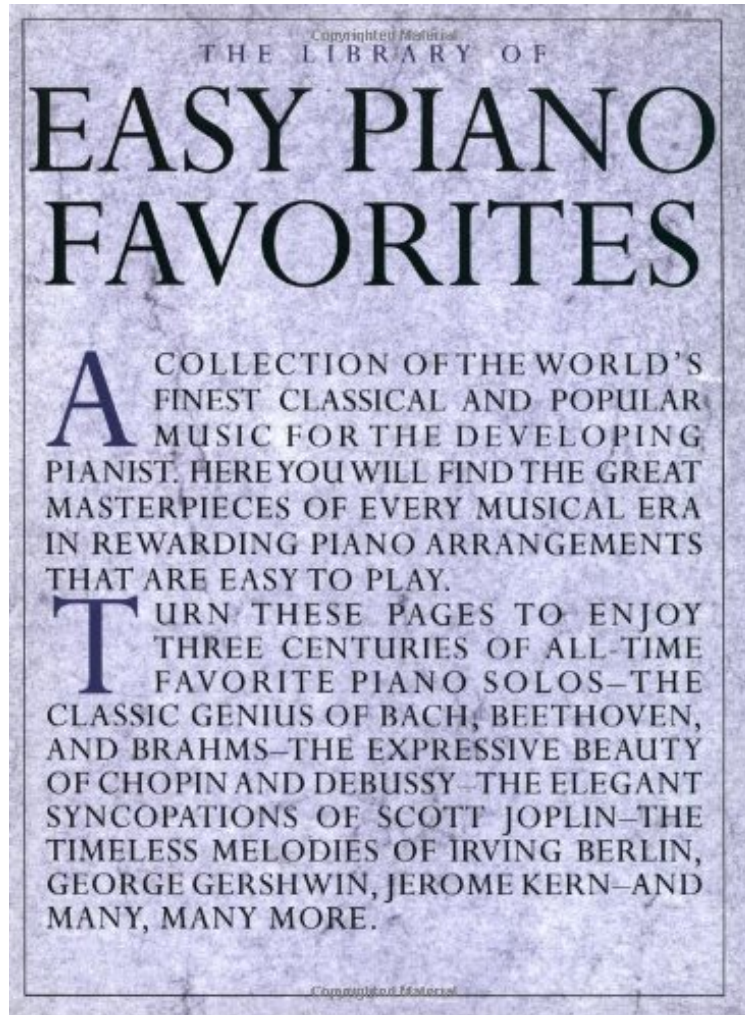 Copyrighted Material
THE LIBRARY OF
EASY PIANO
FAVORITES
A COLLECTION OF THE WORLD'S
FINEST CLASSICAL AND POPULAR
MUSIC FOR THE DEVELOPING
PIANIST. HERE YOU WILL FIND THE GREAT
MASTERPIECES OF EVERY MUSICAL ERA
IN REWARDING PIANO ARRANGEMENTS
THAT ARE EASY TO PLAY.
TURN THESE PAGES TO ENJOY
THREE CENTURIES OF ALL-TIME
FAVORITE PIANO SOLOS–THE
CLASSIC GENIUS OF BACH, BEETHOVEN,
AND BRAHMS–THE EXPRESSIVE BEAUTY
OF CHOPIN AND DEBUSSY–THE ELEGANT
SYNCOPATIONS OF SCOTT JOPLIN–THE
TIMELESS MELODIES OF IRVING BERLIN,
GEORGE GERSHWIN, JEROME KERN–AND
MANY, MANY MORE.
Copyrighted Material